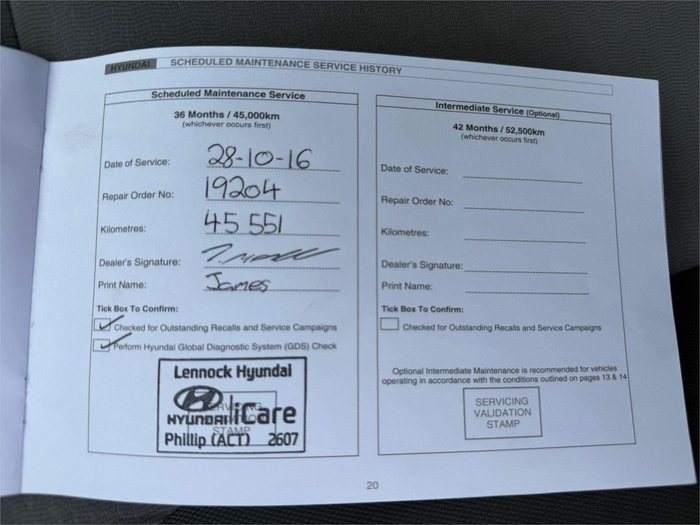 HYUNDAI SCHEDULED MAINTENANCE SERVICE HISTORY
Scheduled Maintenance Service
36 Months / 45,000km
(whichever occurs first)
Date of Service: 28-10-16
Repair Order No: 19204
Kilometres: 45 551
Dealer's Signature:
Print Name: James
Tick Box To Confirm:
Checked for Outstanding Recalls and Service Campaigns
Perform Hyundai Global Diagnostic System (GDS) Check
Lennock Hyundai
HYUNDAI iCare
STAMP
Phillip (ACT) 2607
Intermediate Service (Optional)
42 Months / 52,500km
(whichever occurs first)
Date of Service:
Repair Order No:
Kilometres:
Dealer's Signature:
Print Name:
Tick Box To Confirm:
Checked for Outstanding Recalls and Service Campaigns
Optional Intermediate Maintenance is recommended for vehicles
operating in accordance with the conditions outlined on pages 13 & 14
SERVICING
VALIDATION
STAMP
20